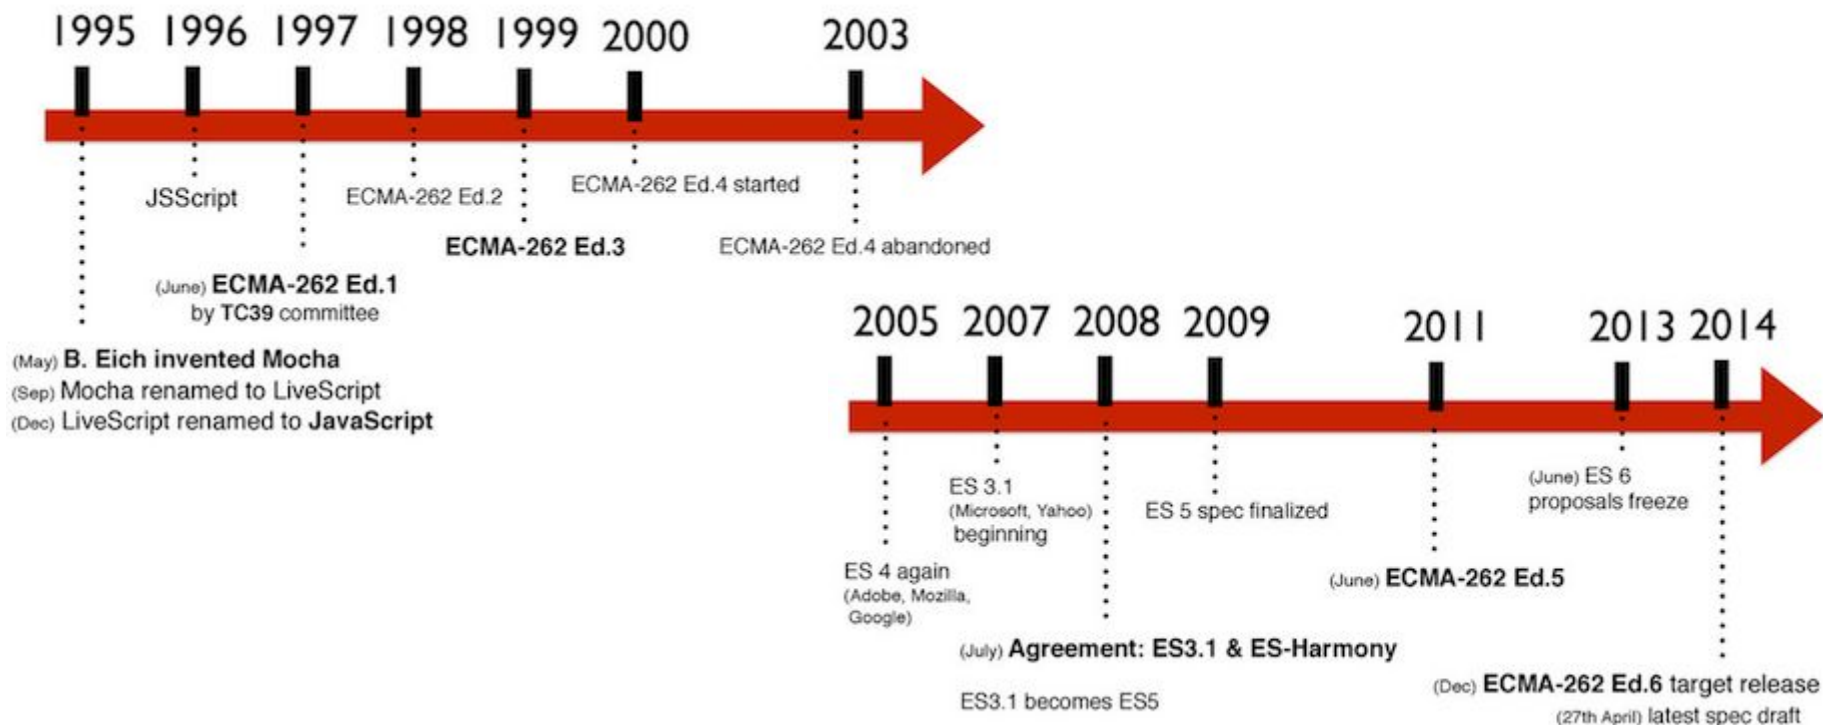 1995 1996 1997 1998 1999 2000 2003
JSScript
ECMA-262 Ed.2
ECMA-262 Ed.4 started
ECMA-262 Ed.3
ECMA-262 Ed.4 abandoned
(June) ECMA-262 Ed.1
by TC39 committee
(May) B. Eich invented Mocha
(Sep) Mocha renamed to LiveScript
(Dec) LiveScript renamed to JavaScript
2005 2007 2008 2009 2011 2013 2014
ES 4 again
(Adobe, Mozilla,
Google)
ES 3.1
(Microsoft, Yahoo)
beginning
(July) Agreement: ES3.1 & ES-Harmony
ES3.1 becomes ES5
ES 5 spec finalized
(June) ECMA-262 Ed.5
(June) ES 6
proposals freeze
(Dec) ECMA-262 Ed.6 target release
(27th April) latest spec draft